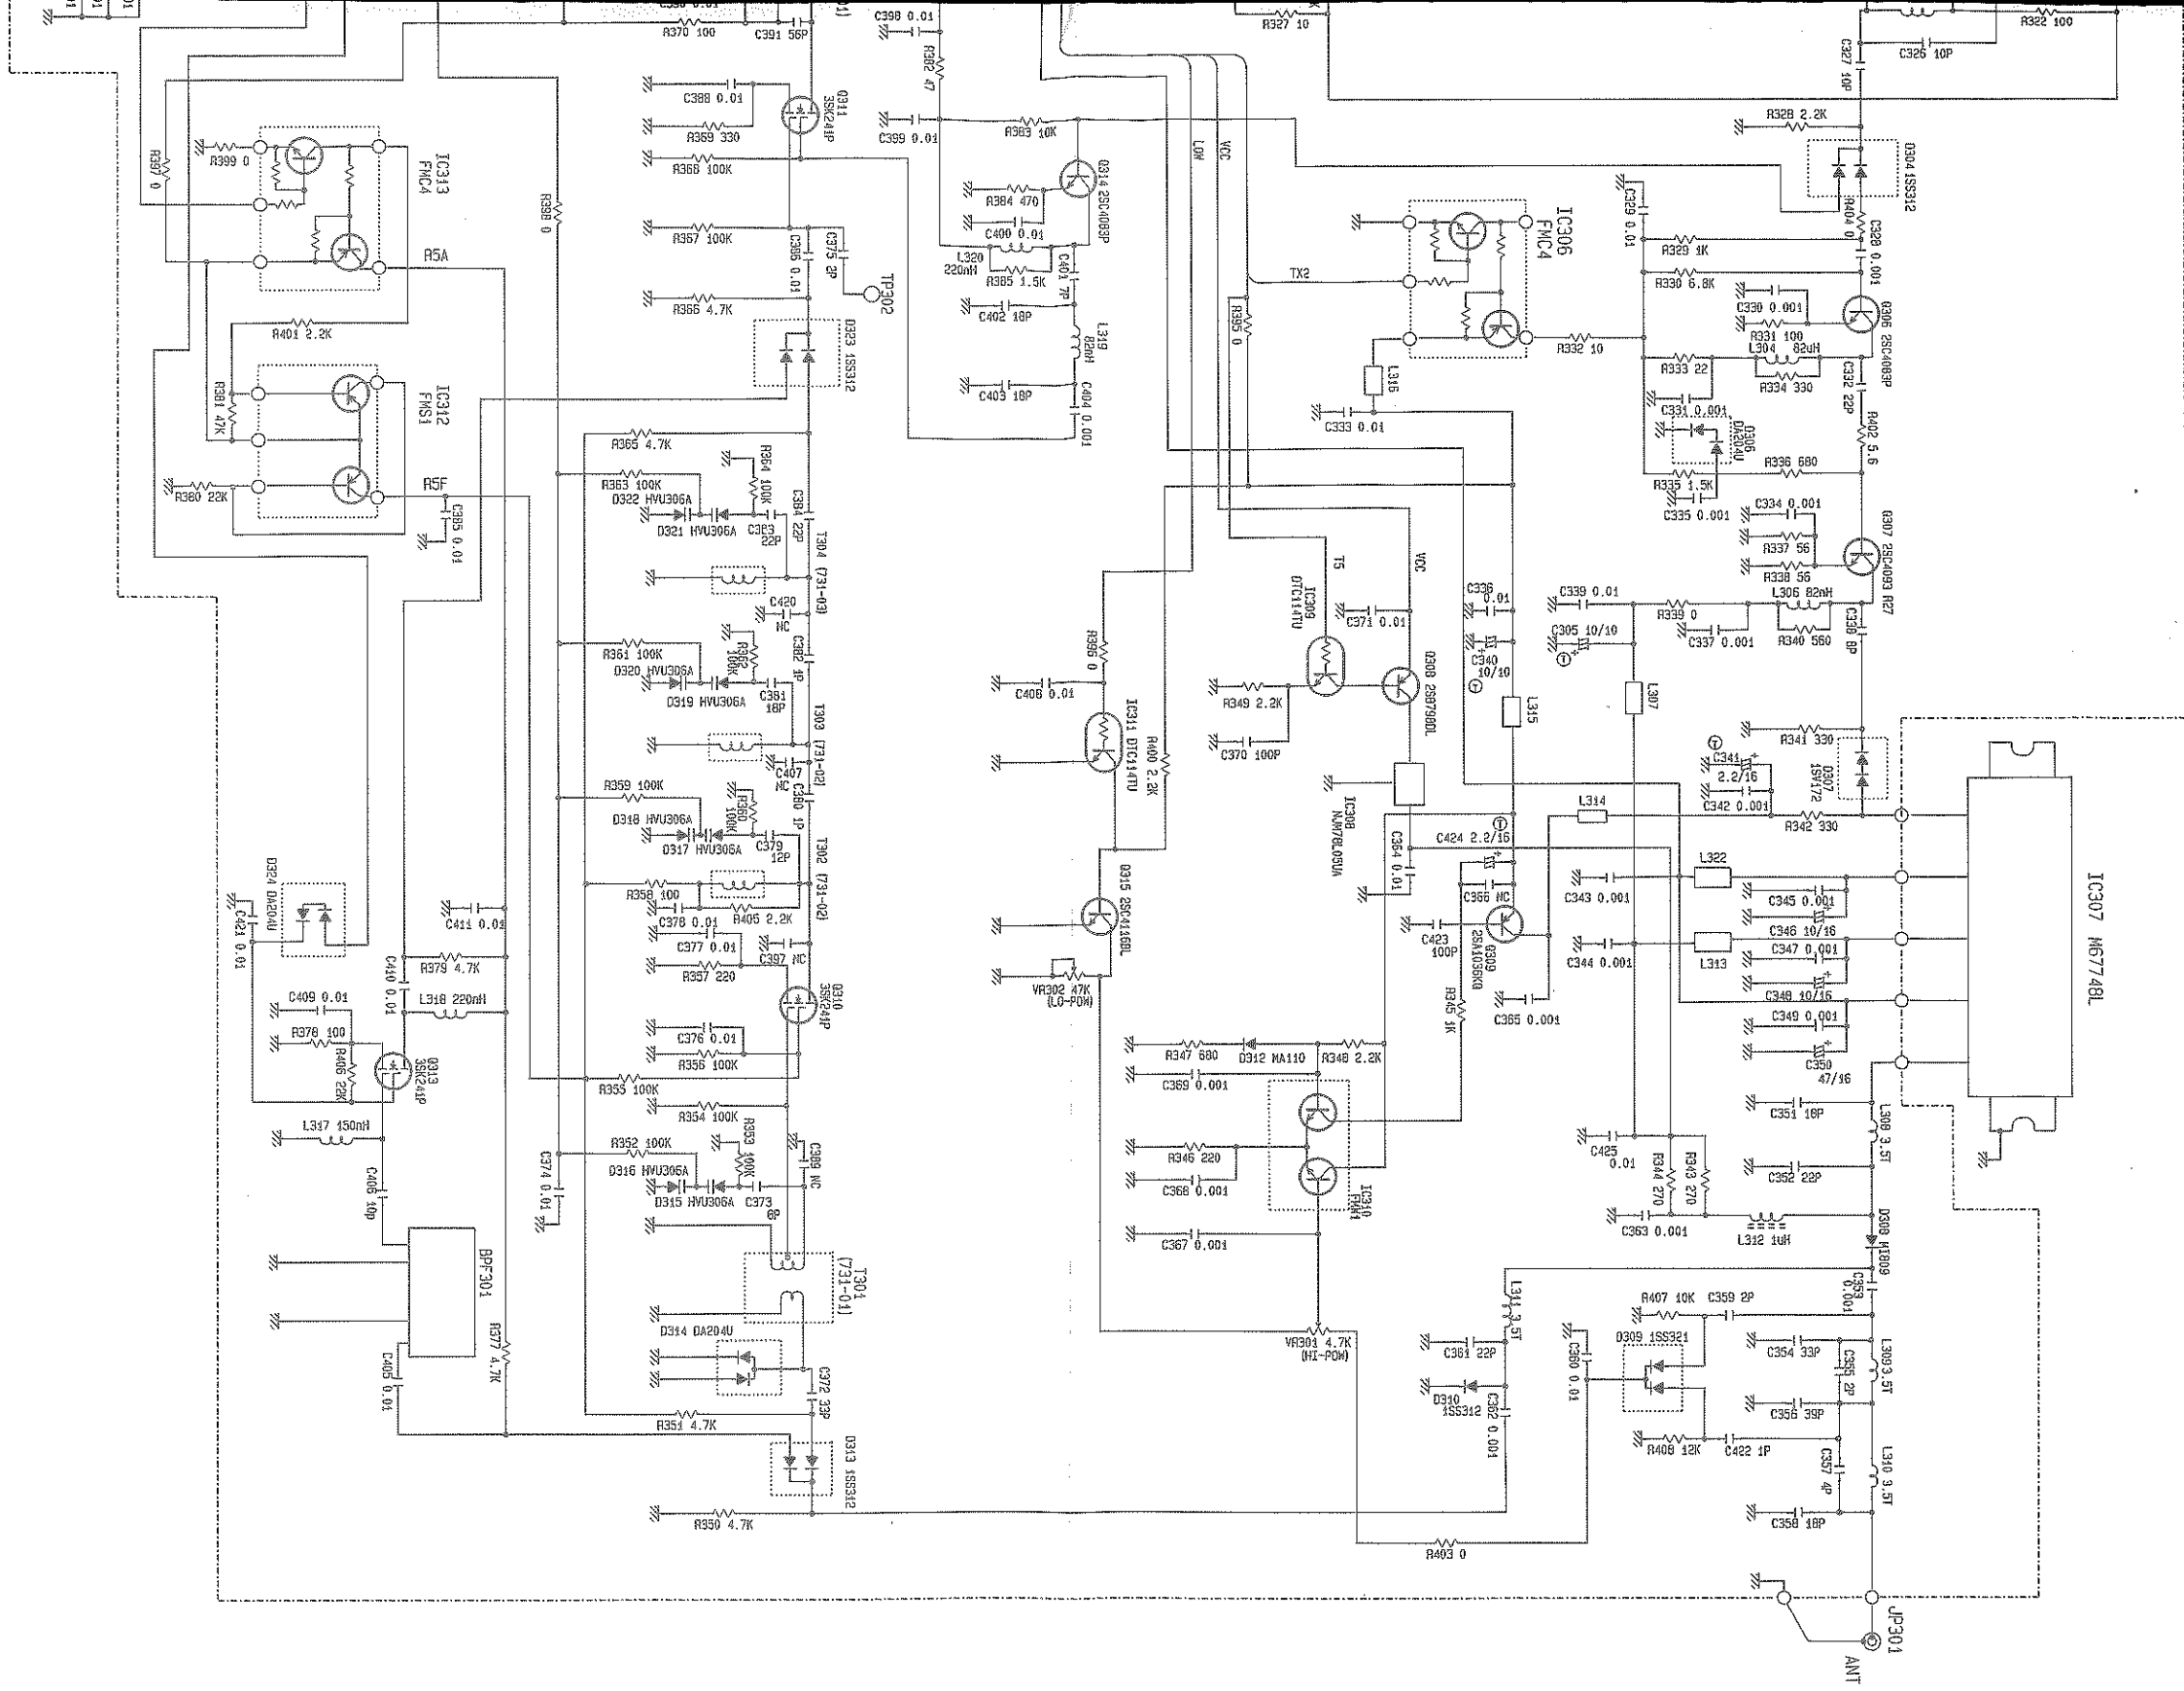 R370 100
C391 56P
C398 0.01
R327 10
R322 100
C326 10P
C327 10P
R382 47
C388 0.01
Q311
3SK241P
R369 330
C399 0.01
R383 10K
R328 2.2K
D304 1SS312
R399 0
R397 0
IC313
FMC4
R368 100K
R398 0
Q314 2SC4083P
R384 470
C400 0.01
L320
220nH
R385 1.5K
C401 7P
C402 18P
L319
82nH
C403 18P
C404 0.001
LOW
VCC
TX2
IC306
FMC4
C329 0.01
R404 0
C328 0.001
R329 1K
R330 6.8K
C330 0.001
R331 100
Q306 2SC4083P
L304 82uH
R334 330
R333 22
R332 10
C331 0.001
C332 22P
R402 5.6
R5A
R367 100K
C386 0.01
C375 2P
TP302
R366 4.7K
D323 1SS312
R395 0
L316
C333 0.01
D306
DA204U
R336 680
R335 1.5K
C335 0.001
R401 2.2K
R381 47K
IC312
FMS1
R5F
R380 22K
C385 0.01
R365 4.7K
R363 100K
R364 100K
D322 HVU306A
D321 HVU306A
C383
22P
C384 22P
T304 (731-03)
C420
NC
C334 0.001
R337 56
R338 56
Q307 2SC4093 R27
L306 82nH
R340 560
R339 0
C337 0.001
C338 6P
C339 0.01
C305 10/10
T
L307
C336
0.01
C340
10/10
T
L315
T5
VCC
IC309
DTC114TU
C371 0.01
Q308 2SB798DL
R349 2.2K
C370 100P
R396 0
C406 0.01
IC311 DTC114TU
R400 2.2K
R361 100K
R362
100K
D320 HVU306A
D319 HVU306A
C381
18P
C382 1P
T303 (731-02)
C407
NC
R359 100K
R360
100K
D318 HVU306A
D317 HVU306A
C379
12P
C380 1P
T302 (731-02)
R358 100
C378 0.01
R405 2.2K
C377 0.01
R357 220
C397 NC
Q310
3SK241P
C376 0.01
R356 100K
R355 100K
R354 100K
R341 330
D307
1SV172
T
C341
2.2/16
C342 0.001
R342 330
L314
IC308
NJM78L05UA
C364 0.01
T
C424 2.2/16
C366 NC
C423
100P
Q309
2SA1036KQ
L322
C343 0.001
C345 0.001
C346 10/16
C347 0.001
L313
C344 0.001
C348 10/16
C349 0.001
C350
47/16
IC307 M67748L
C365 0.001
R345 1K
Q315 2SC4116BL
VR302 47K
(LO-POW)
R347 680
D312 MA110
R348 2.2K
C369 0.001
R346 220
C368 0.001
IC310
FMW1
C367 0.001
D324 DA204U
C421 0.01
C411 0.01
R379 4.7K
C410 0.01
L318 220nH
C409 0.01
R378 100
R406 22K
Q313
3SK241P
L317 150nH
C406 10p
BPF301
C405 0.01
R377 4.7K
C374 0.01
R352 100K
R353
100K
D316 HVU306A
D315 HVU306A
C373
6P
C389 NC
T301
(731-01)
D314 DA204U
C372 33P
R351 4.7K
D313 1SS312
R350 4.7K
C351 18P
L308 3.5T
C352 22P
C425
0.01
R344 270
R343 270
C363 0.001
L312 1uH
D308 MI809
C353
0.001
L311 3.5T
C361 22P
D310
1SS312
C362 0.001
VR301 4.7K
(HI-POW)
R407 10K
C359 2P
D309 1SS321
C360 0.01
C354 33P
C355 2P
L309 3.5T
C356 39P
R408 12K
C422 1P
C357 4P
L310 3.5T
C358 18P
R403 0
JP301
ANT